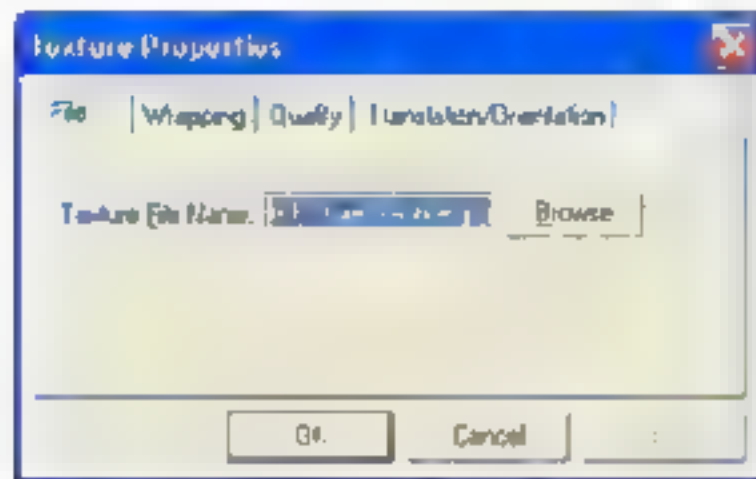 Texture Properties
File Wrapping Quality Translation/Orientation
Texture File Name: Browse
OK Cancel